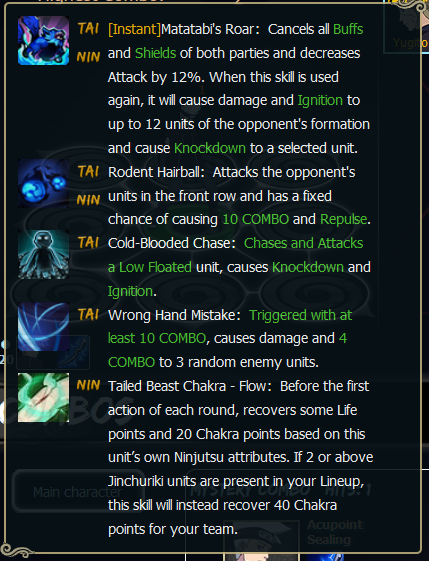 TAI
NIN
[Instant]Matatabi's Roar: Cancels all Buffs
and Shields of both parties and decreases
Attack by 12%. When this skill is used
again, it will cause damage and Ignition to
up to 12 units of the opponent's formation
and cause Knockdown to a selected unit.
TAI
NIN
Rodent Hairball: Attacks the opponent's
units in the front row and has a fixed
chance of causing 10 COMBO and Repulse.
TAI
Cold-Blooded Chase: Chases and Attacks
a Low Floated unit, causes Knockdown and
Ignition.
TAI
Wrong Hand Mistake: Triggered with at
least 10 COMBO, causes damage and 4
COMBO to 3 random enemy units.
NIN
Tailed Beast Chakra - Flow: Before the first
action of each round, recovers some Life
points and 20 Chakra points based on this
unit's own Ninjutsu attributes. If 2 or above
Jinchuriki units are present in your Lineup,
this skill will instead recover 40 Chakra
points for your team.
Yugito
20
COMBOS
Main character
MYSTERY COMBO HITS:1
Acupoint
Sealing